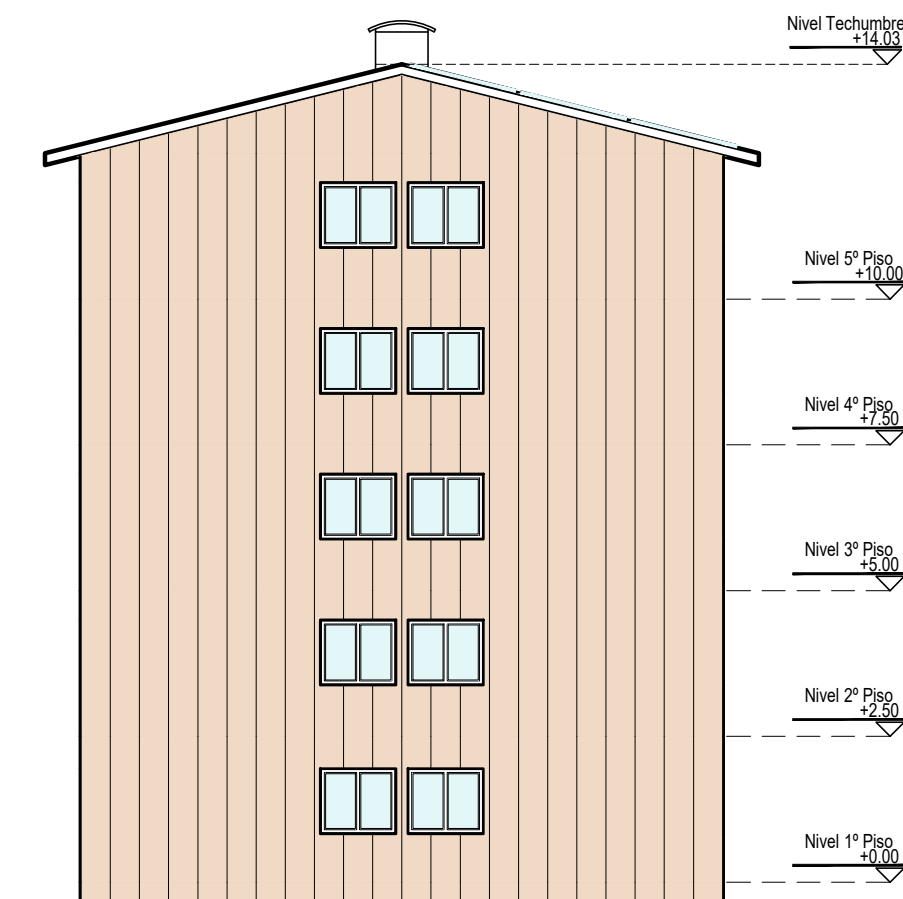 Nivel Techumbre
+14.03
Nivel 5º Piso
+10.00
Nivel 4º Piso
+7.50
Nivel 3º Piso
+5.00
Nivel 2º Piso
+2.50
Nivel 1º Piso
+0.00